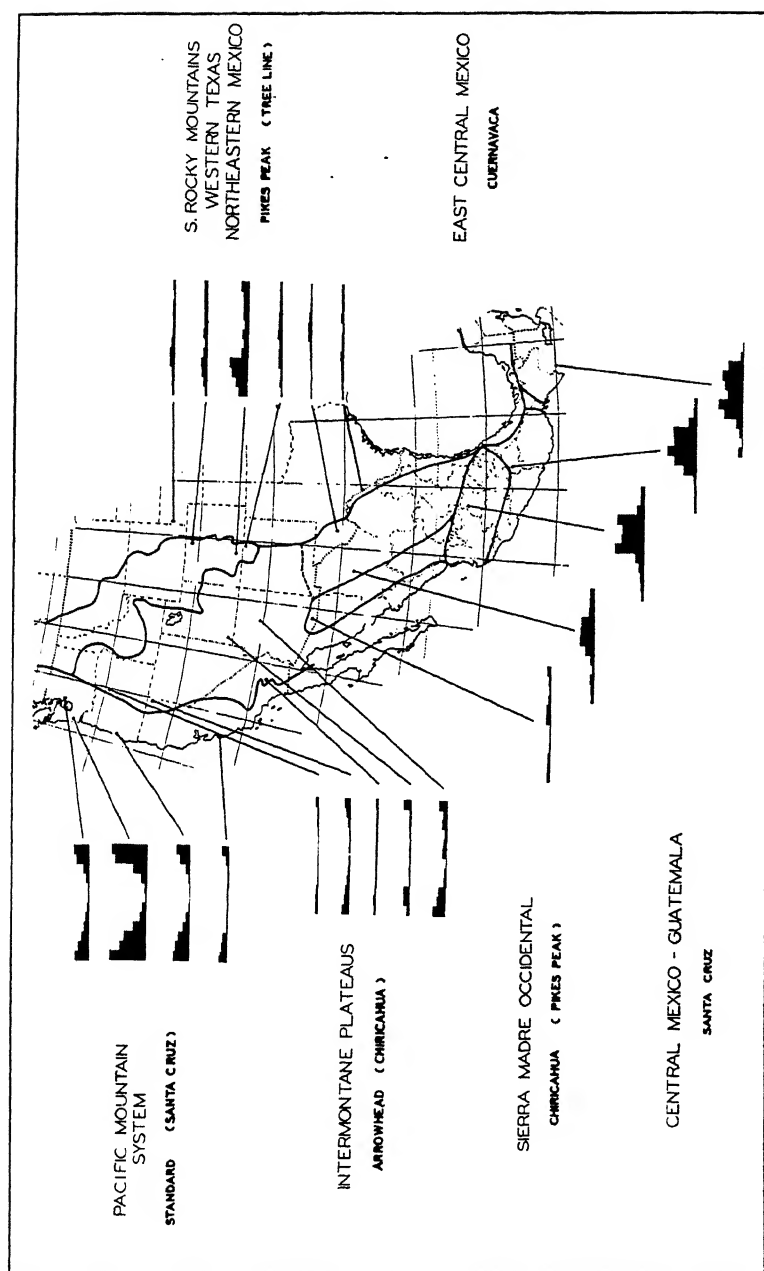 PACIFIC MOUNTAIN
SYSTEM
STANDARD (SANTA CRUZ)
INTERMONTANE PLATEAUS
ARROWHEAD (CHIRICAHUA)
SIERRA MADRE OCCIDENTAL
CHIRICAHUA (PIKES PEAK)
CENTRAL MEXICO - GUATEMALA
SANTA CRUZ
S. ROCKY MOUNTAINS
WESTERN TEXAS
NORTHEASTERN MEXICO
PIKES PEAK (TREE LINE)
EAST CENTRAL MEXICO
CUERNAVACA